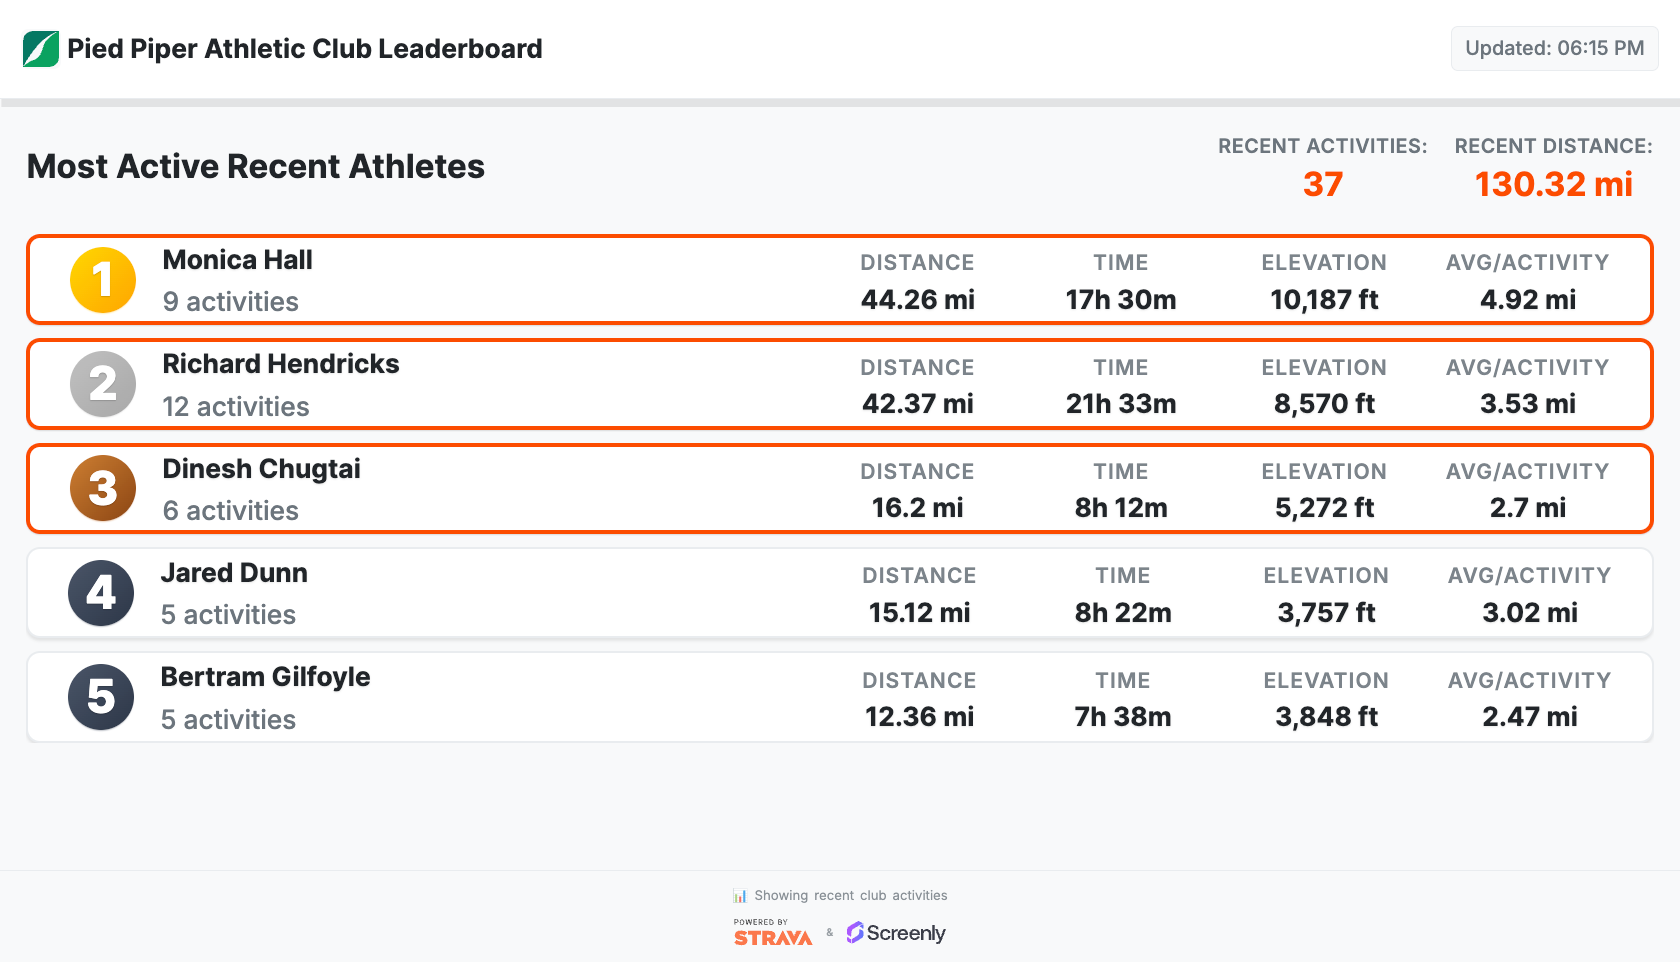 Pied Piper Athletic Club Leaderboard
Updated: 06:15 PM
Most Active Recent Athletes
RECENT ACTIVITIES: RECENT DISTANCE:
37 130.32 mi
1 Monica Hall
9 activities
DISTANCE TIME ELEVATION AVG/ACTIVITY
44.26 mi 17h 30m 10,187 ft 4.92 mi
2 Richard Hendricks
12 activities
DISTANCE TIME ELEVATION AVG/ACTIVITY
42.37 mi 21h 33m 8,570 ft 3.53 mi
3 Dinesh Chugtai
6 activities
DISTANCE TIME ELEVATION AVG/ACTIVITY
16.2 mi 8h 12m 5,272 ft 2.7 mi
4 Jared Dunn
5 activities
DISTANCE TIME ELEVATION AVG/ACTIVITY
15.12 mi 8h 22m 3,757 ft 3.02 mi
5 Bertram Gilfoyle
5 activities
DISTANCE TIME ELEVATION AVG/ACTIVITY
12.36 mi 7h 38m 3,848 ft 2.47 mi
Showing recent club activities
POWERED BY
STRAVA & Screenly